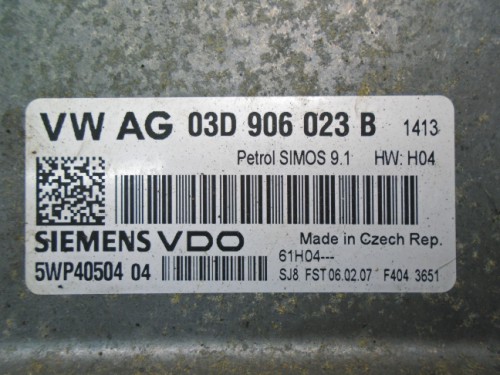 VW AG 03D 906 023 B 1413
Petrol SIMOS 9.1 HW: H04
SIEMENS VDO Made in Czech Rep.
61H04---
5WP40504 04 SJ8 FST 06.02.07 F404 3651